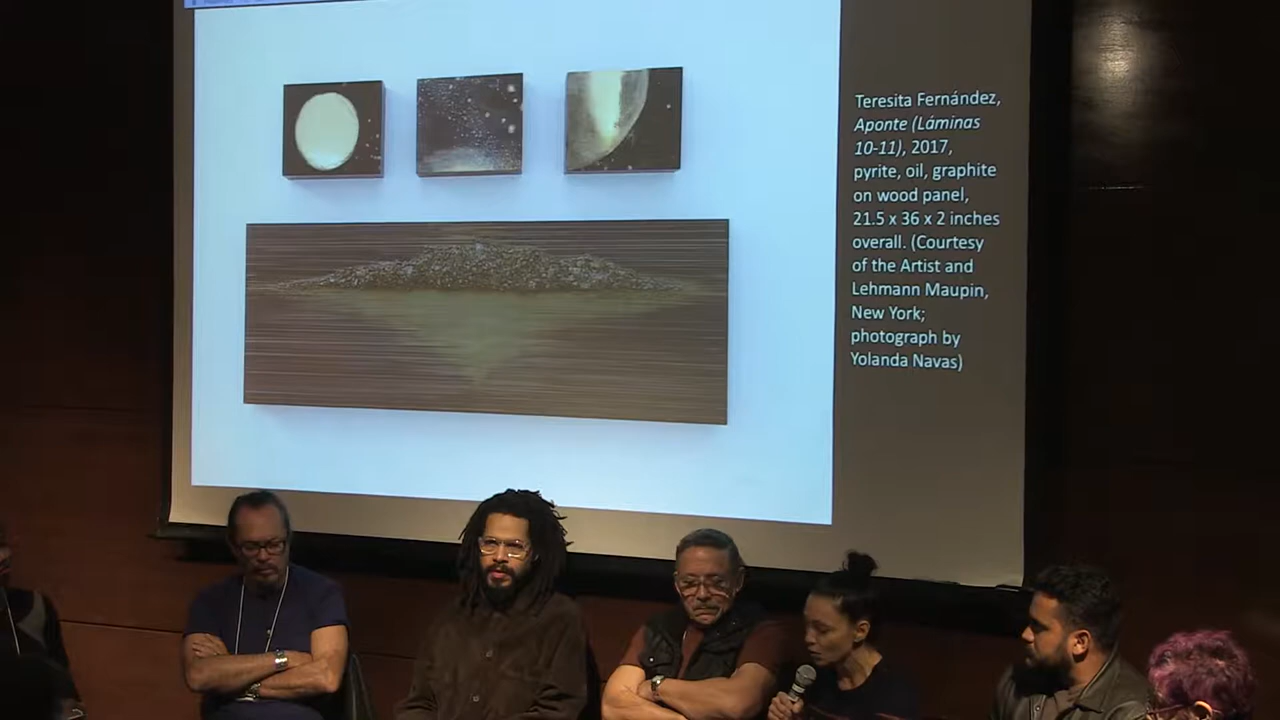 Teresita Fernández,
Aponte (Láminas
10-11), 2017,
pyrite, oil, graphite
on wood panel,
21.5 x 36 x 2 inches
overall. (Courtesy
of the Artist and
Lehmann Maupin,
New York;
photograph by
Yolanda Navas)